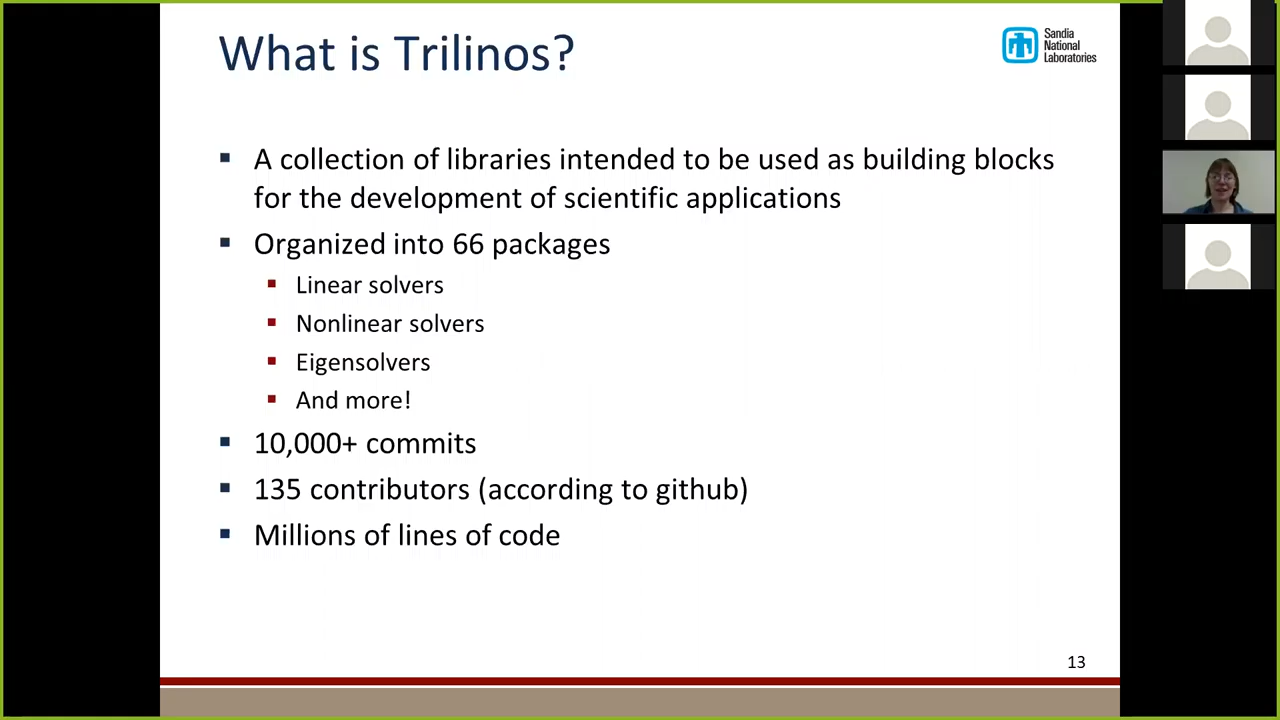 What is Trilinos?
Sandia
National
Laboratories
▪ A collection of libraries intended to be used as building blocks
for the development of scientific applications
▪ Organized into 66 packages
▪ Linear solvers
▪ Nonlinear solvers
▪ Eigensolvers
▪ And more!
▪ 10,000+ commits
▪ 135 contributors (according to github)
▪ Millions of lines of code
13